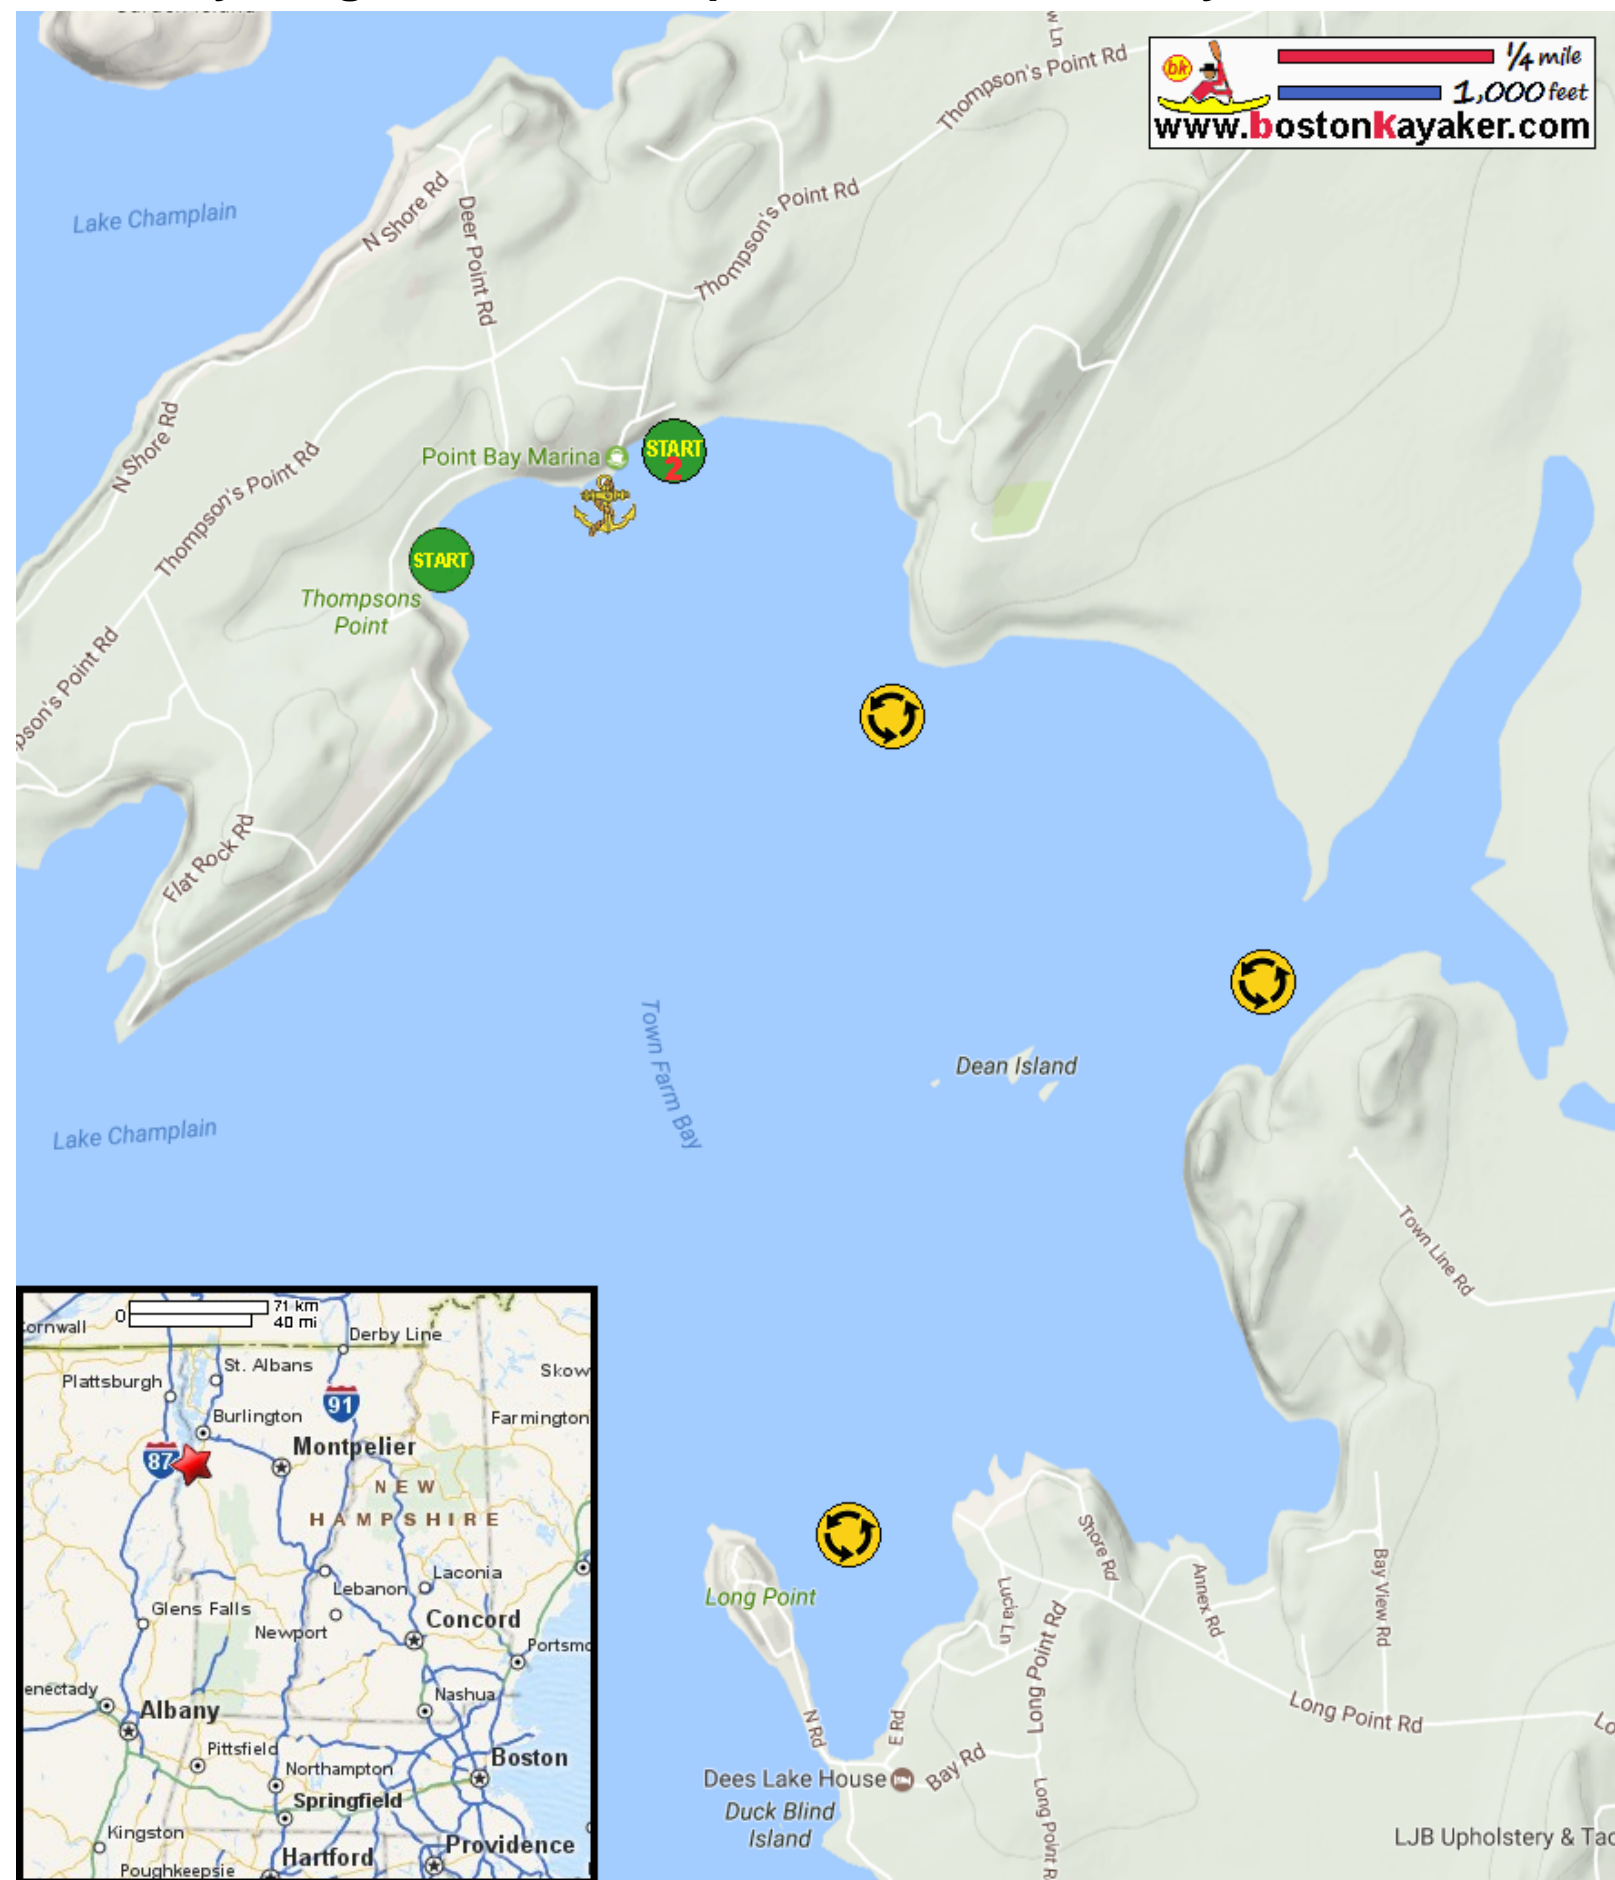 w Ln
Thompson's Point Rd
1/4 mile
bk
1,000 feet
www.bostonkayaker.com
Lake Champlain
N Shore Rd
Deer Point Rd
Thompson's Point Rd
N Shore Rd
Thompson's Point Rd
Point Bay Marina
START
2
START
Thompsons
Point
pson's Point Rd
Flat Rock Rd
Town Farm Bay
Dean Island
Lake Champlain
Town Line Rd
Long Point
Shore Rd
Lucia Ln
Annex Rd
Bay View Rd
Long Point Rd
Long Point Rd
Lo
N Rd
E Rd
Bay Rd
Dees Lake House
Duck Blind
Island
Long Point R
LJB Upholstery & Tac
0
71 km
40 mi
ornwall
Derby Line
St. Albans
Skow
Plattsburgh
91
Burlington
Farmington
Montpelier
87
NEW
HAMPSHIRE
Laconia
Lebanon
Glens Falls
Concord
Newport
Portsmo
enectady
Nashua
Albany
Pittsfield
Boston
Northampton
Springfield
Kingston
Providence
Hartford
Poughkeepsie